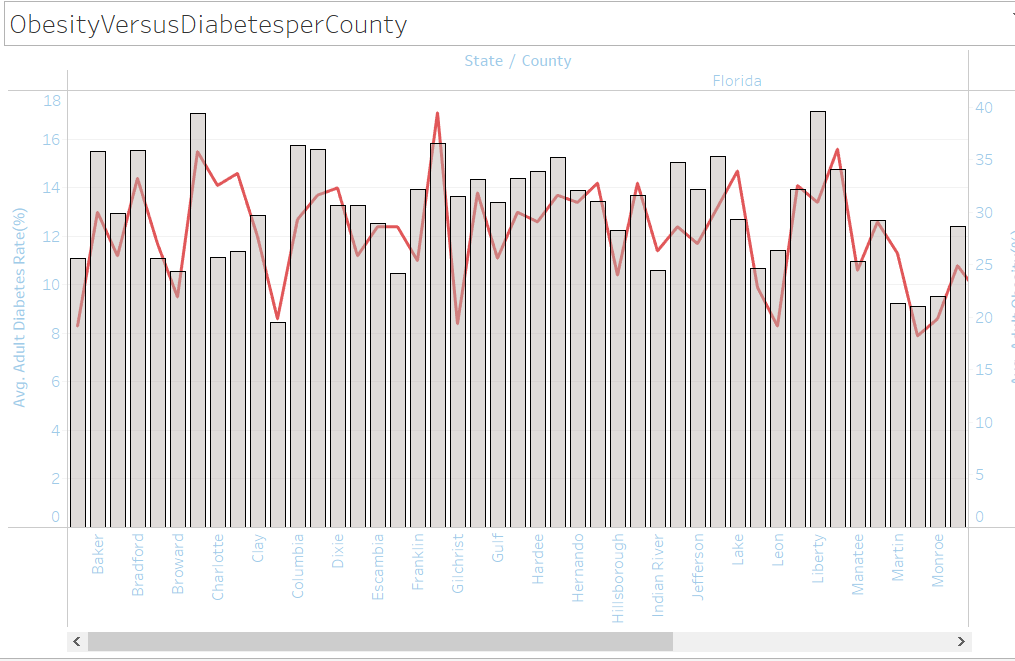 ObesityVersusDiabetesperCounty
State / County
Florida
Avg. Adult Diabetes Rate(%)
18
16
14
12
10
8
6
4
2
0
40
35
30
25
20
15
10
5
0
Baker
Bradford
Broward
Charlotte
Clay
Columbia
Dixie
Escambia
Franklin
Gilchrist
Gulf
Hardee
Hernando
Hillsborough
Indian River
Jefferson
Lake
Leon
Liberty
Manatee
Martin
Monroe